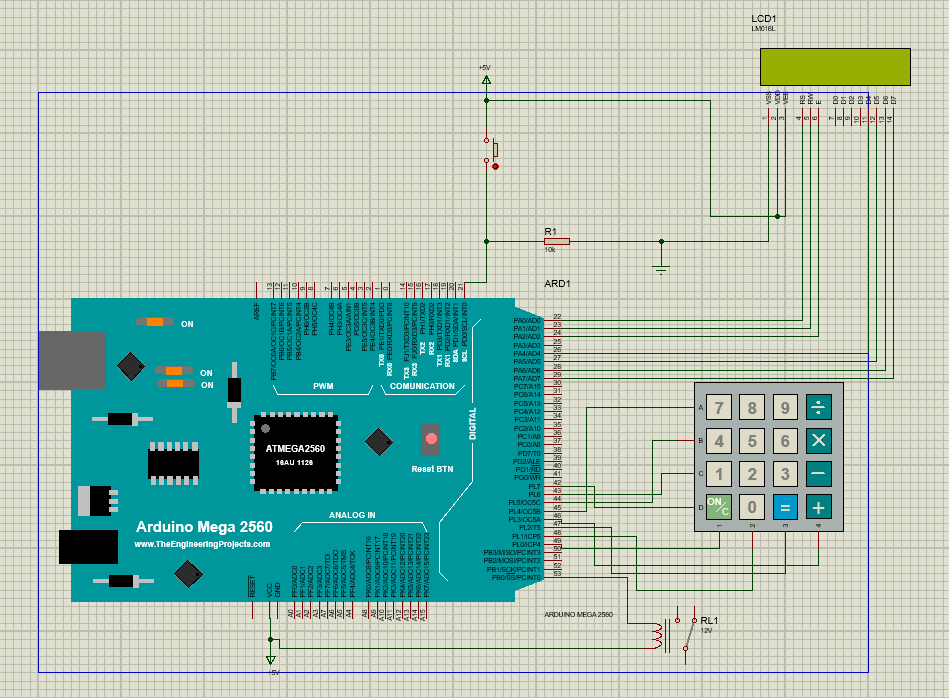 LCD1
LM016L
VSS
VDD
VEE
RS
RW
E
D0
D1
D2
D3
D4
D5
D6
D7
1
2
3
4
5
6
7
8
9
10
11
12
13
14
+5V
R1
10k
ARD1
13
12
11
10
9
8
7
6
5
4
3
2
1
0
14
15
16
17
18
19
20
21
AREF
TX0
RX0
TX3
RX3
TX2
RX2
TX1
RX1
SDA
SCL
ON
ON
ON
PWM
COMUNICATION
DIGITAL
ATMEGA2560
16AU 1126
Reset BTN
ANALOG IN
Arduino Mega 2560
www.TheEngineeringProjects.com
PA0/AD0
PA1/AD1
PA2/AD2
PA3/AD3
PA4/AD4
PA5/AD5
PA6/AD6
PA7/AD7
PC7/A15
PC6/A14
PC5/A13
PC4/A12
PC3/A11
PC2/A10
PC1/A9
PC0/A8
PD7/T0
PG2/ALE
PG1/RD
PG0/WR
PL7
PL6
PL5/OC5C
PL4/OC5B
PL3/OC5A
PL2/T5
PL1/ICP5
PL0/ICP4
PB3/MISO/PCINT3
PB2/MOSI/PCINT2
PB1/SCK/PCINT1
PB0/SS/PCINT0
22
23
24
25
26
27
28
29
30
31
32
33
34
35
36
37
38
39
40
41
42
43
44
45
46
47
48
49
50
51
52
53
A
7
8
9
÷
B
4
5
6
×
C
1
2
3
−
D
ON/C
0
=
+
1
2
3
4
RESET
VCC
GND
A0
A1
A2
A3
A4
A5
A6
A7
A8
A9
A10
A11
A12
A13
A14
A15
ARDUINO MEGA 2560
RL1
12V
+5V